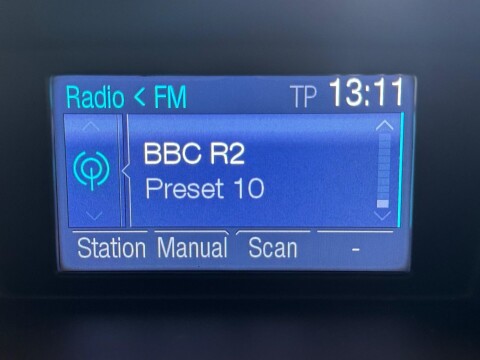 Radio < FM TP 13:11
BBC R2
Preset 10
Station Manual Scan -